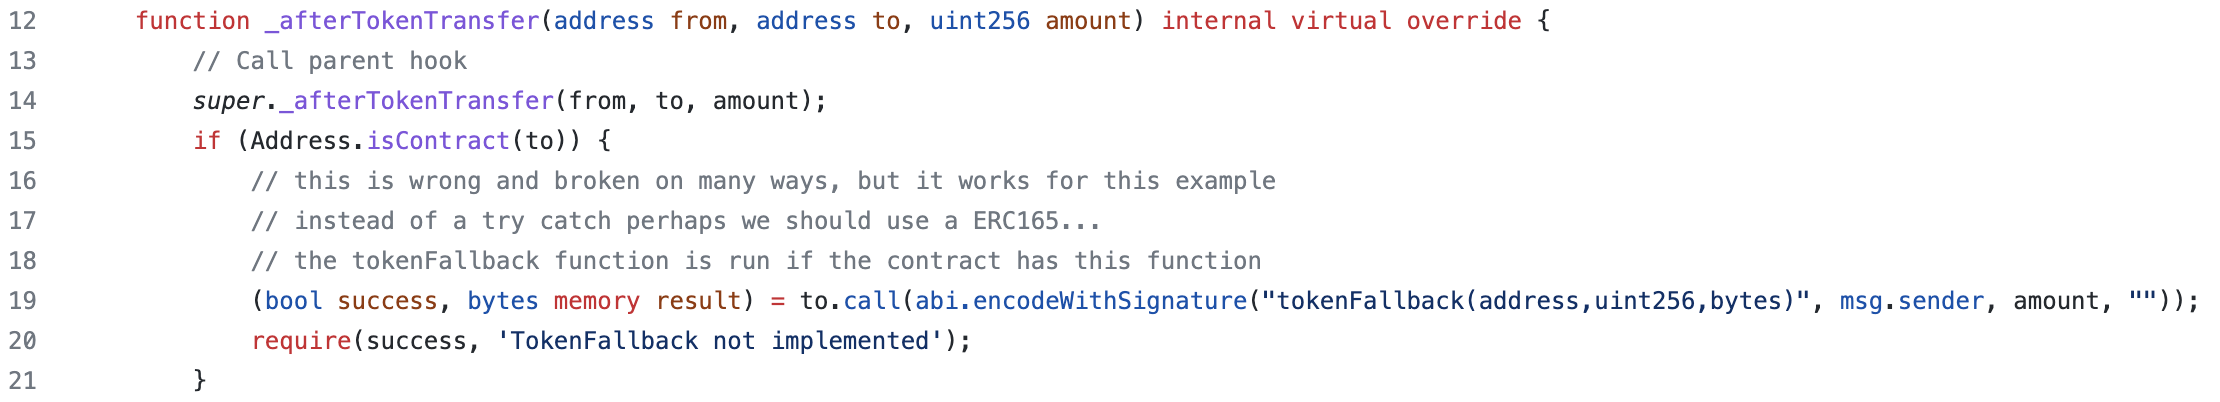 12 function _afterTokenTransfer(address from, address to, uint256 amount) internal virtual override {
13 // Call parent hook
14 super._afterTokenTransfer(from, to, amount);
15 if (Address.isContract(to)) {
16 // this is wrong and broken on many ways, but it works for this example
17 // instead of a try catch perhaps we should use a ERC165...
18 // the tokenFallback function is run if the contract has this function
19 (bool success, bytes memory result) = to.call(abi.encodeWithSignature("tokenFallback(address,uint256,bytes)", msg.sender, amount, ""));
20 require(success, 'TokenFallback not implemented');
21 }